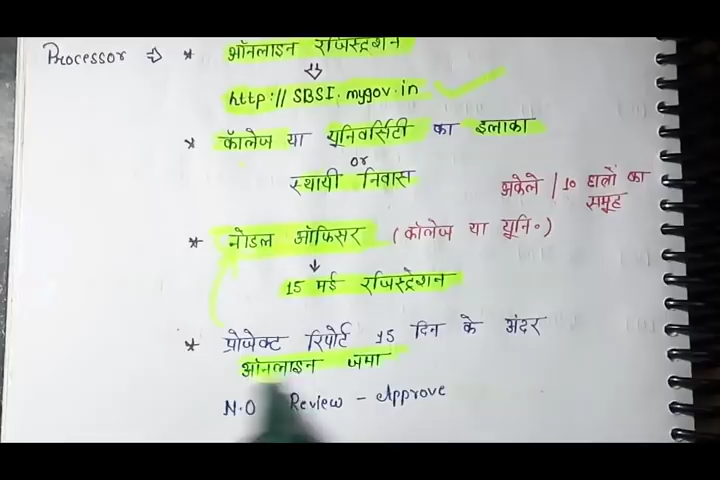 Processor ⇒ * ऑनलाइन रजिस्ट्रेशन
⇓
http://SBSI.mygov.in
* कॉलेज या यूनिवर्सिटी का इलाका
or
स्थायी निवास
अकेले / 10 छात्रों का
समूह
* नोडल ऑफिसर (कॉलेज या यूनि॰)
↓
15 मई रजिस्ट्रेशन
* प्रोजेक्ट रिपोर्ट 15 दिन के अंदर
ऑनलाइन जमा
N.O Review - Approve